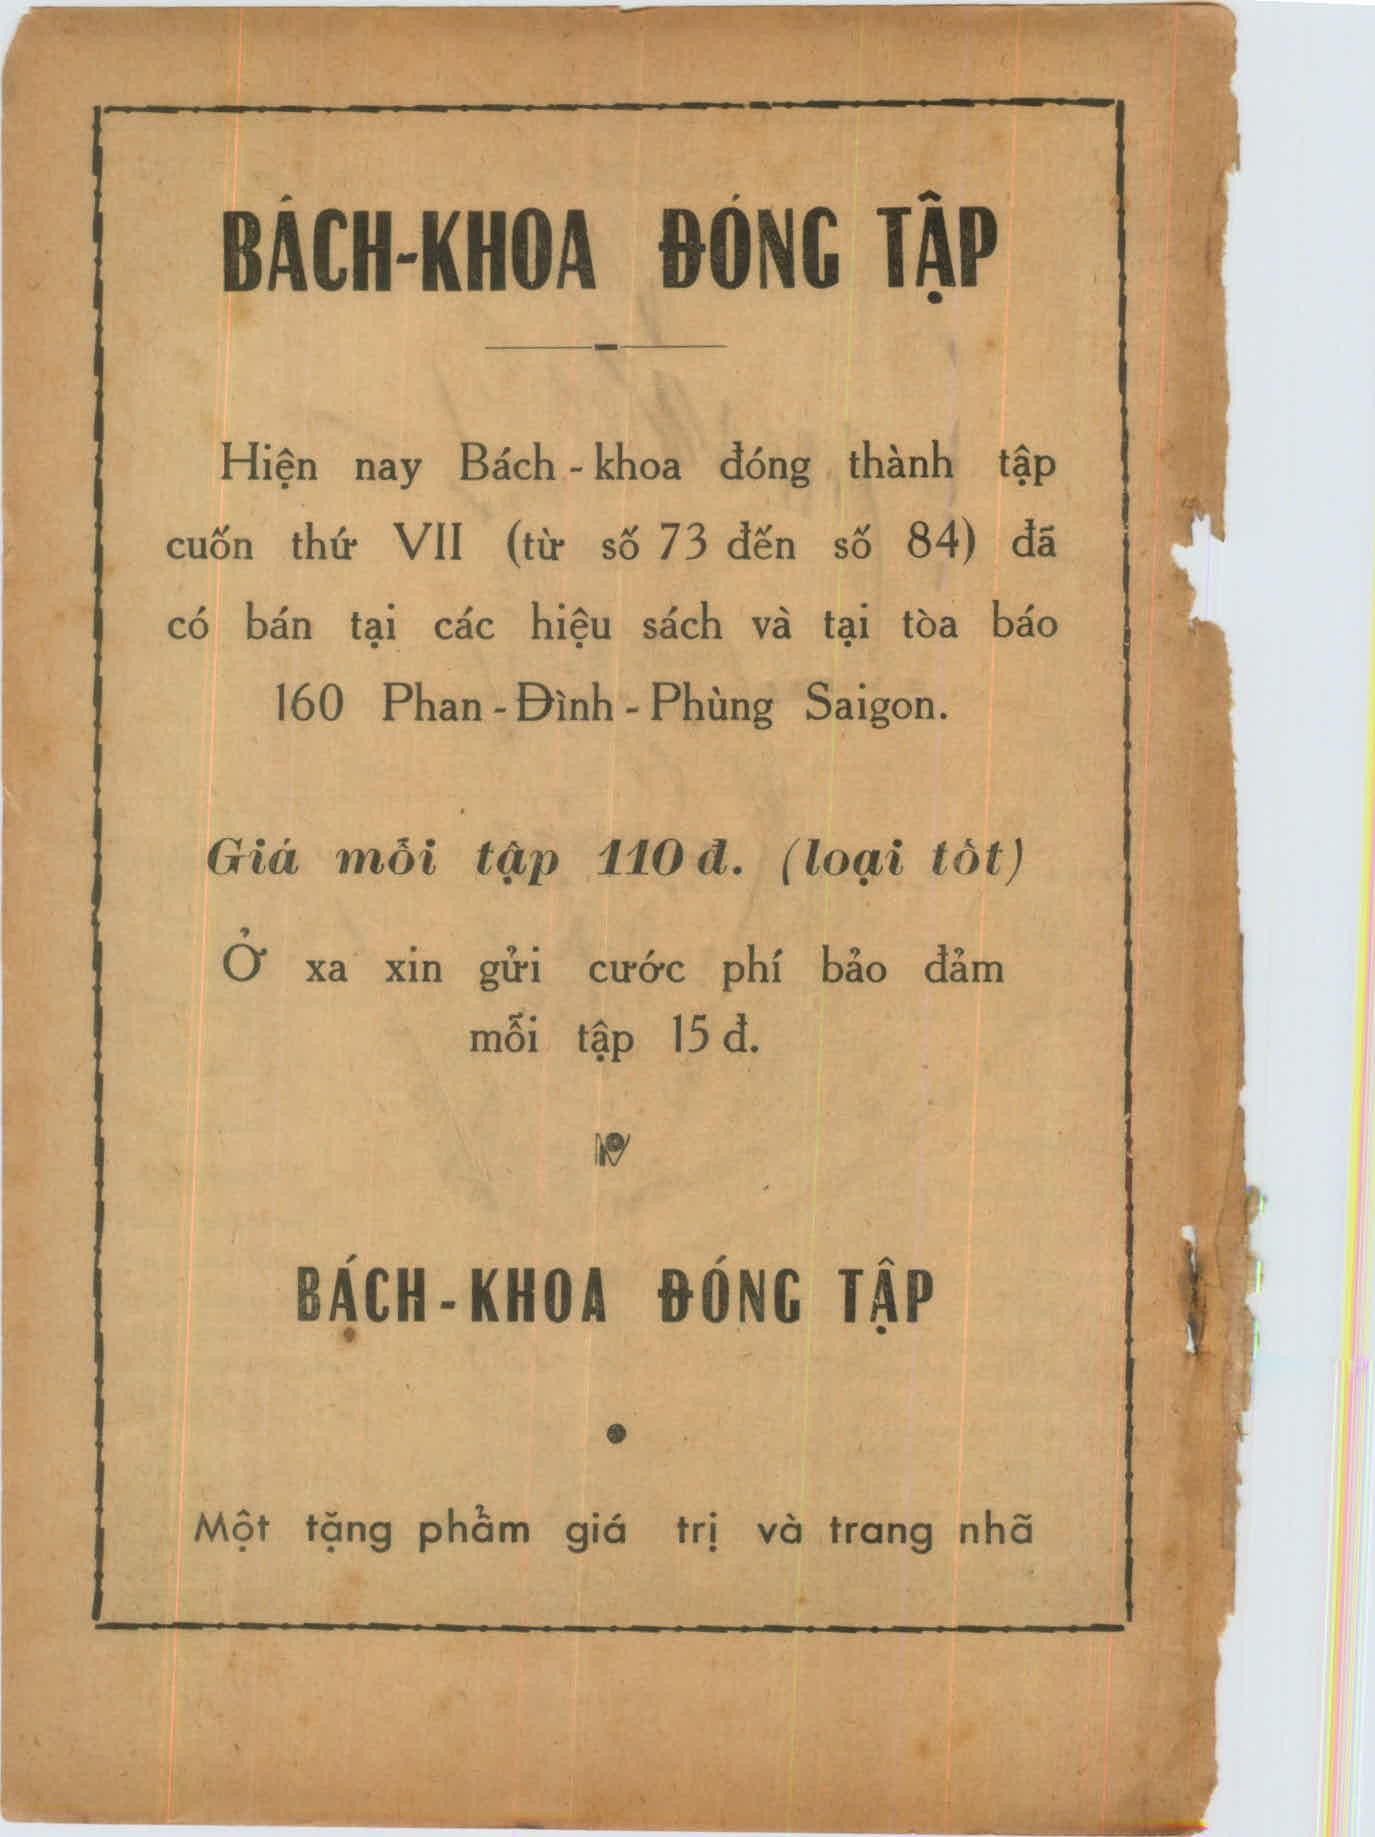 BÁCH-KHOA ĐÓNG TẬP
Hiện nay Bách - khoa đóng thành tập
cuốn thứ VII (từ số 73 đến số 84) đã
có bán tại các hiệu sách và tại tòa báo
160 Phan - Đình - Phùng Saigon.
Giá mỗi tập 110 đ. (loại tốt)
Ở xa xin gửi cước phí bảo đảm
mỗi tập 15 đ.
BÁCH - KHOA ĐÓNG TẬP
Một tặng phẩm giá trị và trang nhã